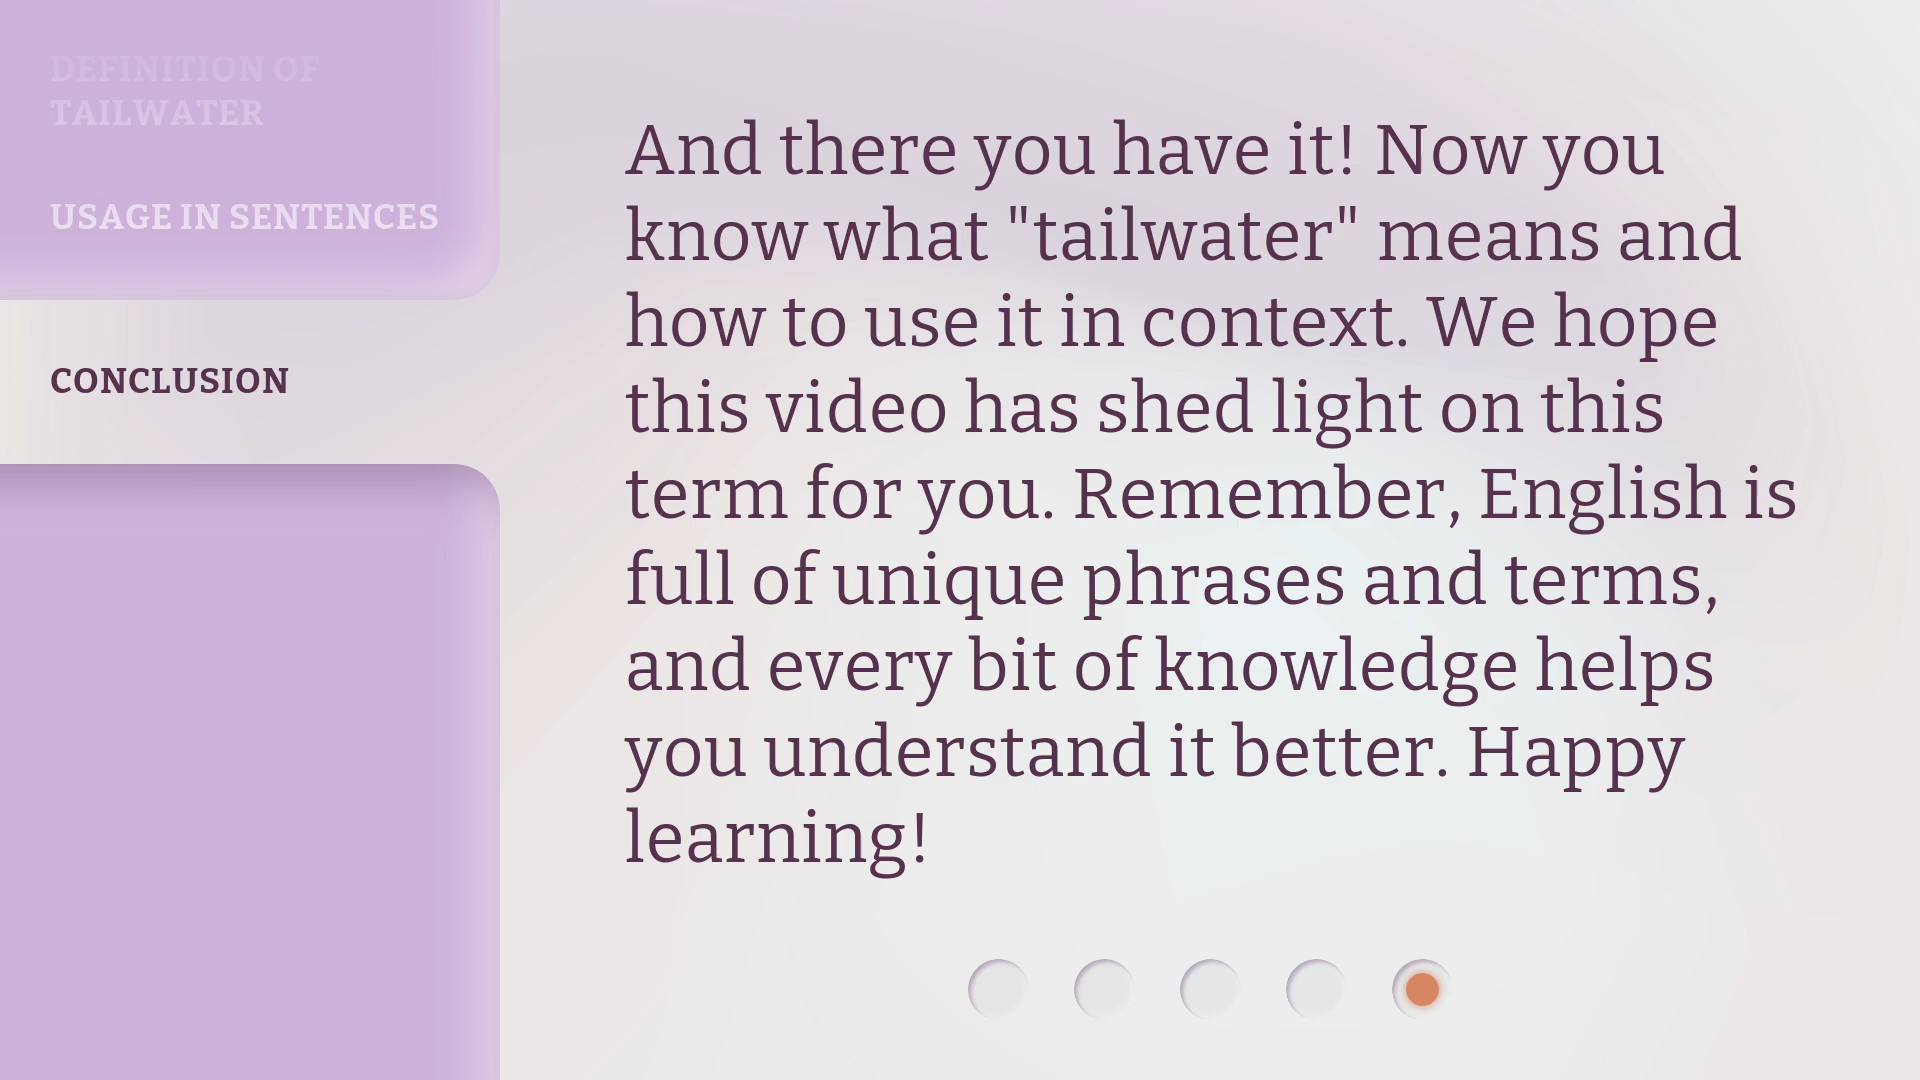 DEFINITION OF
TAILWATER
USAGE IN SENTENCES
CONCLUSION
And there you have it! Now you
know what "tailwater" means and
how to use it in context. We hope
this video has shed light on this
term for you. Remember, English is
full of unique phrases and terms,
and every bit of knowledge helps
you understand it better. Happy
learning!